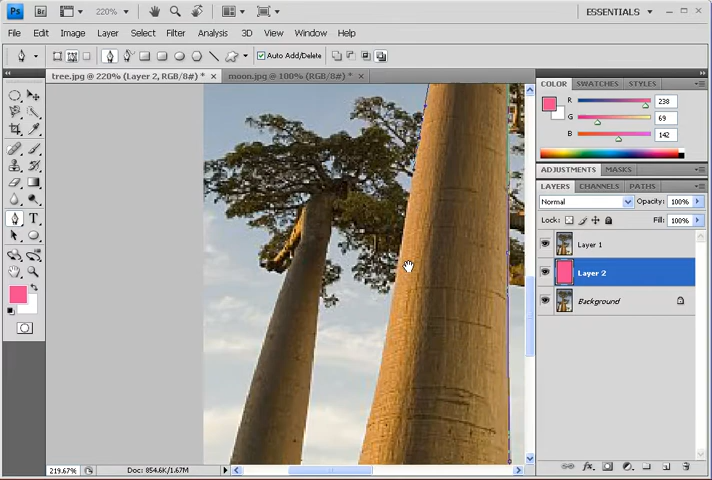 Ps Br 220% ESSENTIALS
File Edit Image Layer Select Filter Analysis 3D View Window Help
Auto Add/Delete
tree.jpg @ 220% (Layer 2, RGB/8#) * × moon.jpg @ 100% (RGB/8#) * ×
COLOR SWATCHES STYLES
R 238
G 69
B 142
ADJUSTMENTS MASKS
LAYERS CHANNELS PATHS
Normal Opacity: 100%
Lock: Fill: 100%
Layer 1
Layer 2
Background
T
219.67% Doc: 854.6K/1.67M
fx